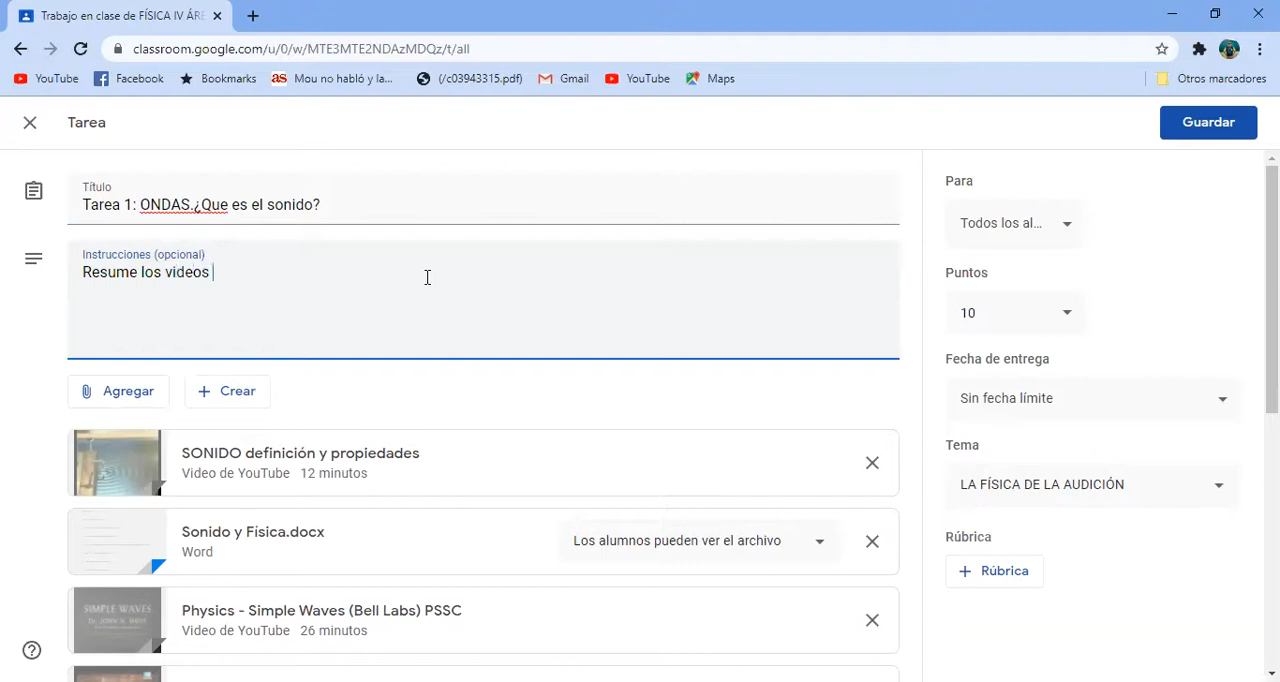 Trabajo en clase de FÍSICA IV ÁRE
classroom.google.com/u/0/w/MTE3MTE2NDAzMDQz/t/all
YouTube
Facebook
Bookmarks
as
Mou no habló y la...
(/c03943315.pdf)
Gmail
YouTube
Maps
Otros marcadores
Tarea
Guardar
Título
Tarea 1: ONDAS.¿Que es el sonido?
Instrucciones (opcional)
Resume los videos
Agregar
Crear
SONIDO definición y propiedades
Video de YouTube 12 minutos
Sonido y Física.docx
Word
Los alumnos pueden ver el archivo
SIMPLE WAVES
Physics - Simple Waves (Bell Labs) PSSC
Video de YouTube 26 minutos
Para
Todos los al...
Puntos
10
Fecha de entrega
Sin fecha límite
Tema
LA FÍSICA DE LA AUDICIÓN
Rúbrica
Rúbrica